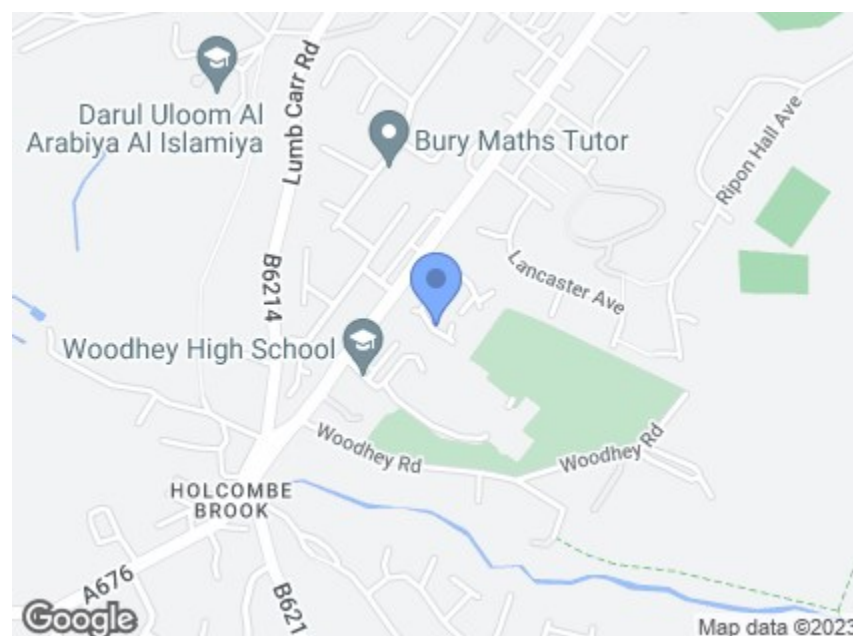 Darul Uloom Al
Arabiya Al Islamiya
Lumb Carr Rd
Bury Maths Tutor
Ripon Hall Ave
B6214
Lancaster Ave
Woodhey High School
Woodhey Rd
Woodhey Rd
HOLCOMBE
BROOK
A676
B621
Google
Map data ©2023